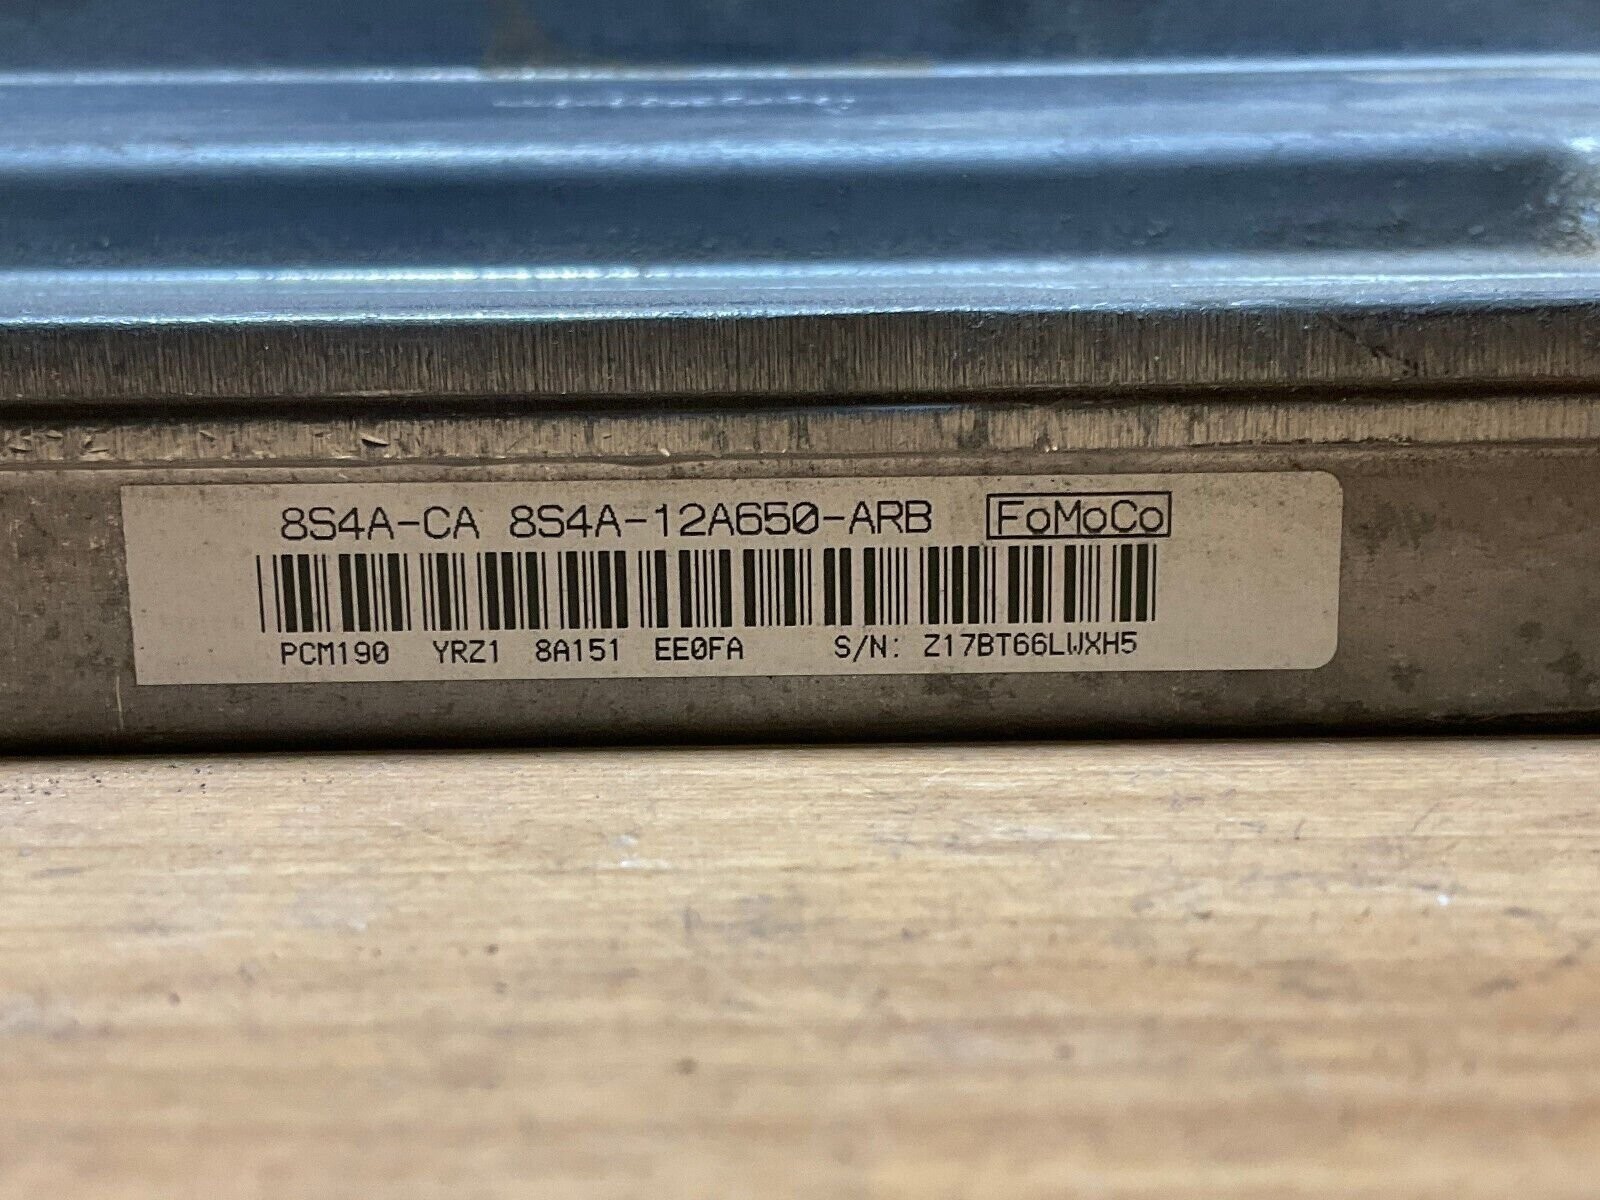 8S4A-CA 8S4A-12A650-ARB FoMoCo
PCM190 YRZ1 8A151 EE0FA S/N: Z17BT66LWXH5